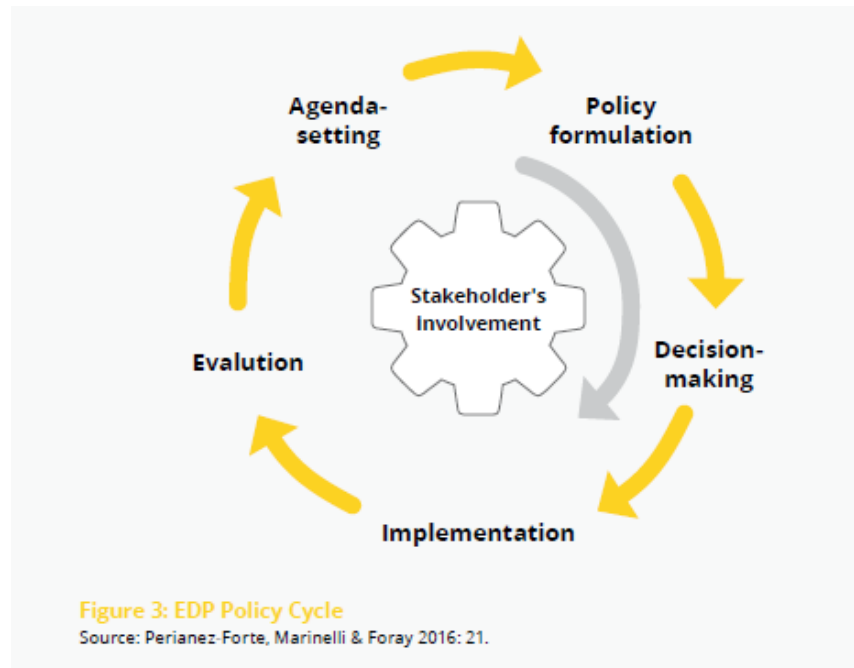 Agenda-
setting
Policy
formulation
Stakeholder's
involvement
Decision-
making
Evalution
Implementation
Figure 3: EDP Policy Cycle
Source: Perianez-Forte, Marinelli & Foray 2016: 21.